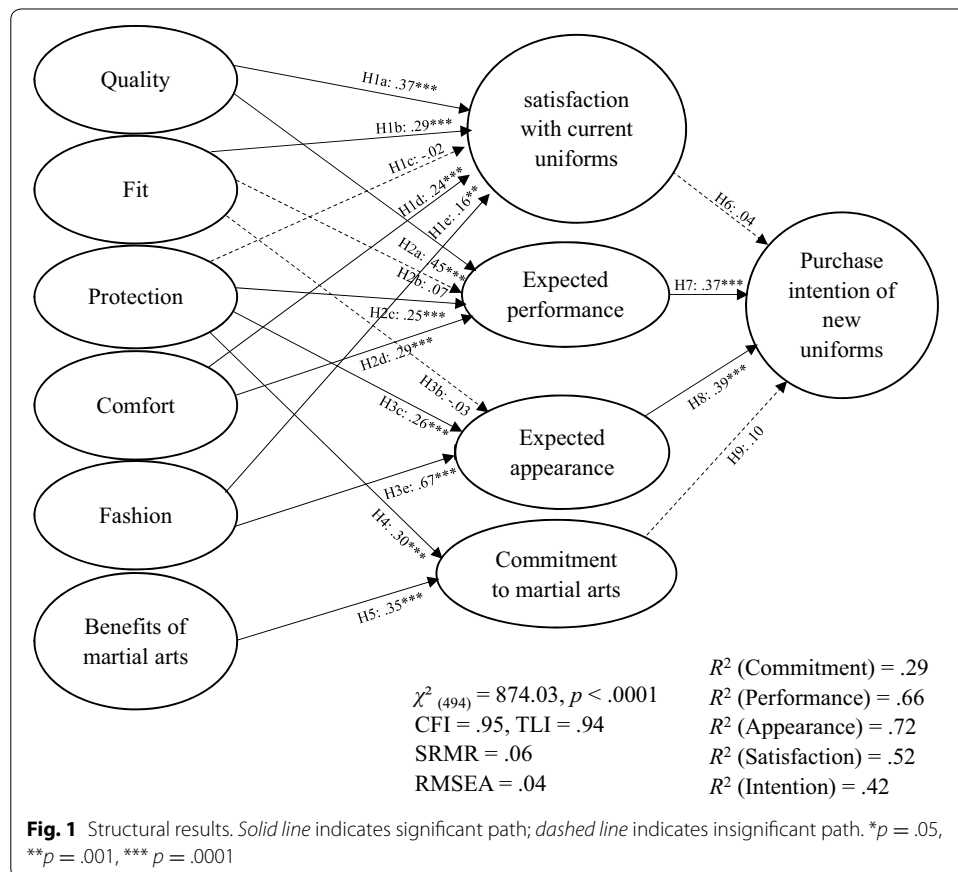 Quality
Fit
Protection
Comfort
Fashion
Benefits of
martial arts
H1a: .37***
H1b: .29***
H1c: -.02
H1d: .24***
H1e: .16**
H2a: .45***
H2b: .07
H2c: .25***
H2d: .29***
H3b: -.03
H3c: .26***
H3e: .67***
H4: .30***
H5: .35***
satisfaction
with current
uniforms
Expected
performance
Expected
appearance
Commitment
to martial arts
H6: .04
H7: .37***
H8: .39***
H9: .10
Purchase
intention of
new
uniforms
χ² (494) = 874.03, p < .0001
CFI = .95, TLI = .94
SRMR = .06
RMSEA = .04
R² (Commitment) = .29
R² (Performance) = .66
R² (Appearance) = .72
R² (Satisfaction) = .52
R² (Intention) = .42
Fig. 1 Structural results. Solid line indicates significant path; dashed line indicates insignificant path. *p = .05,
**p = .001, *** p = .0001